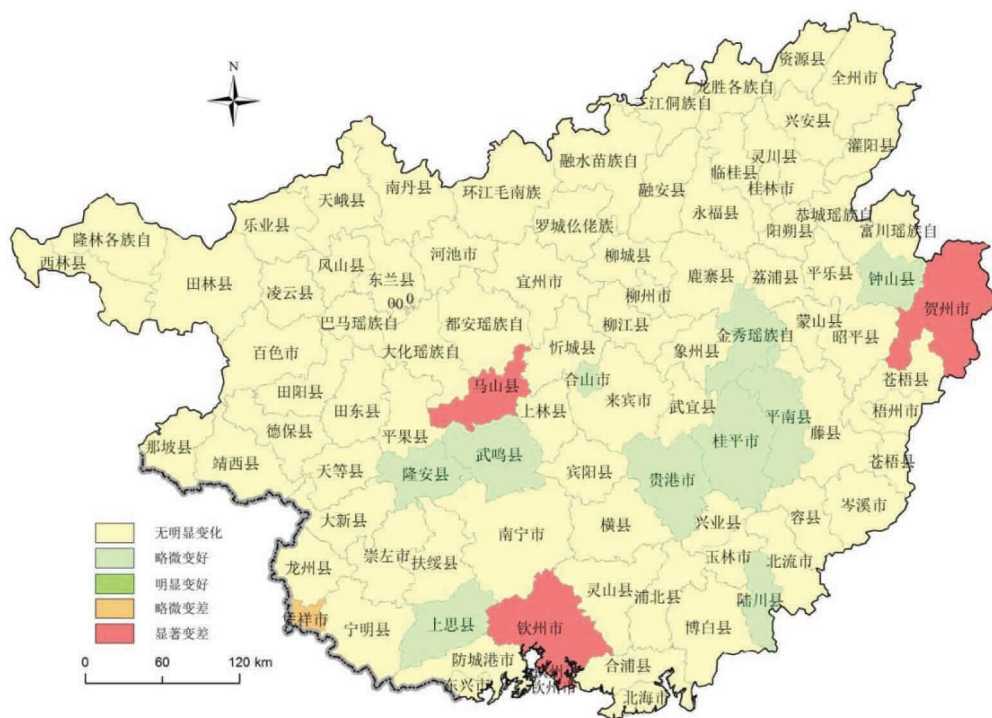 N
资源县
全州市
龙胜各族自
三江侗族自
兴安县
灌阳县
灵川县
融水苗族自
临桂县
南丹县
环江毛南族
融安县
桂林市
天峨县
永福县
恭城瑶族自
乐业县
罗城仫佬族
阳朔县
富川瑶族自
隆林各族自
河池市
柳城县
西林县
凤山县
东兰县
鹿寨县
荔浦县
平乐县
钟山县
田林县
凌云县
宜州市
柳州市
000
贺州市
巴马瑶族自
都安瑶族自
柳江县
蒙山县
金秀瑶族自
昭平县
百色市
大化瑶族自
忻城县
象州县
马山县
合山市
苍梧县
田阳县
来宾市
武宜县
田东县
上林县
平南县
梧州市
德保县
平果县
藤县
那坡县
桂平市
靖西县
武鸣县
苍梧县
天等县
隆安县
宾阳县
贵港市
岑溪市
大新县
横县
兴业县
容县
南宁市
崇左市
扶绥县
玉林市
北流市
龙州县
灵山县
浦北县
陆川县
祥市
宁明县
上思县
钦州市
博白县
防城港市
合浦县
东兴市
钦州市
北海市
无明显变化
略微变好
明显变好
略微变差
显著变差
0 60 120 km